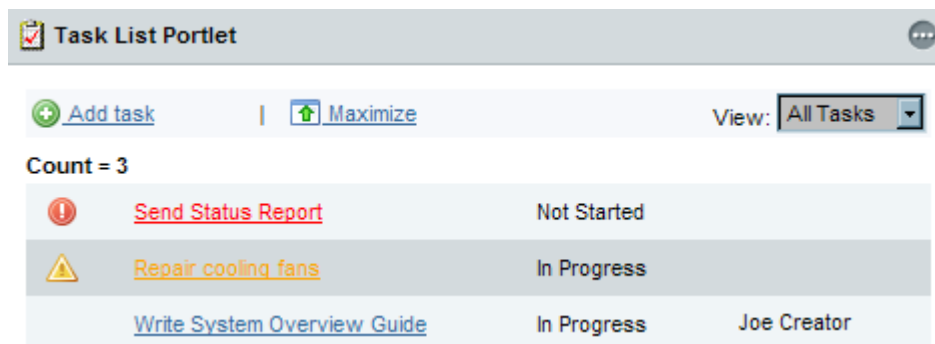 Task List Portlet
Add task | Maximize View: All Tasks
Count = 3
Send Status Report Not Started
Repair cooling fans In Progress
Write System Overview Guide In Progress Joe Creator